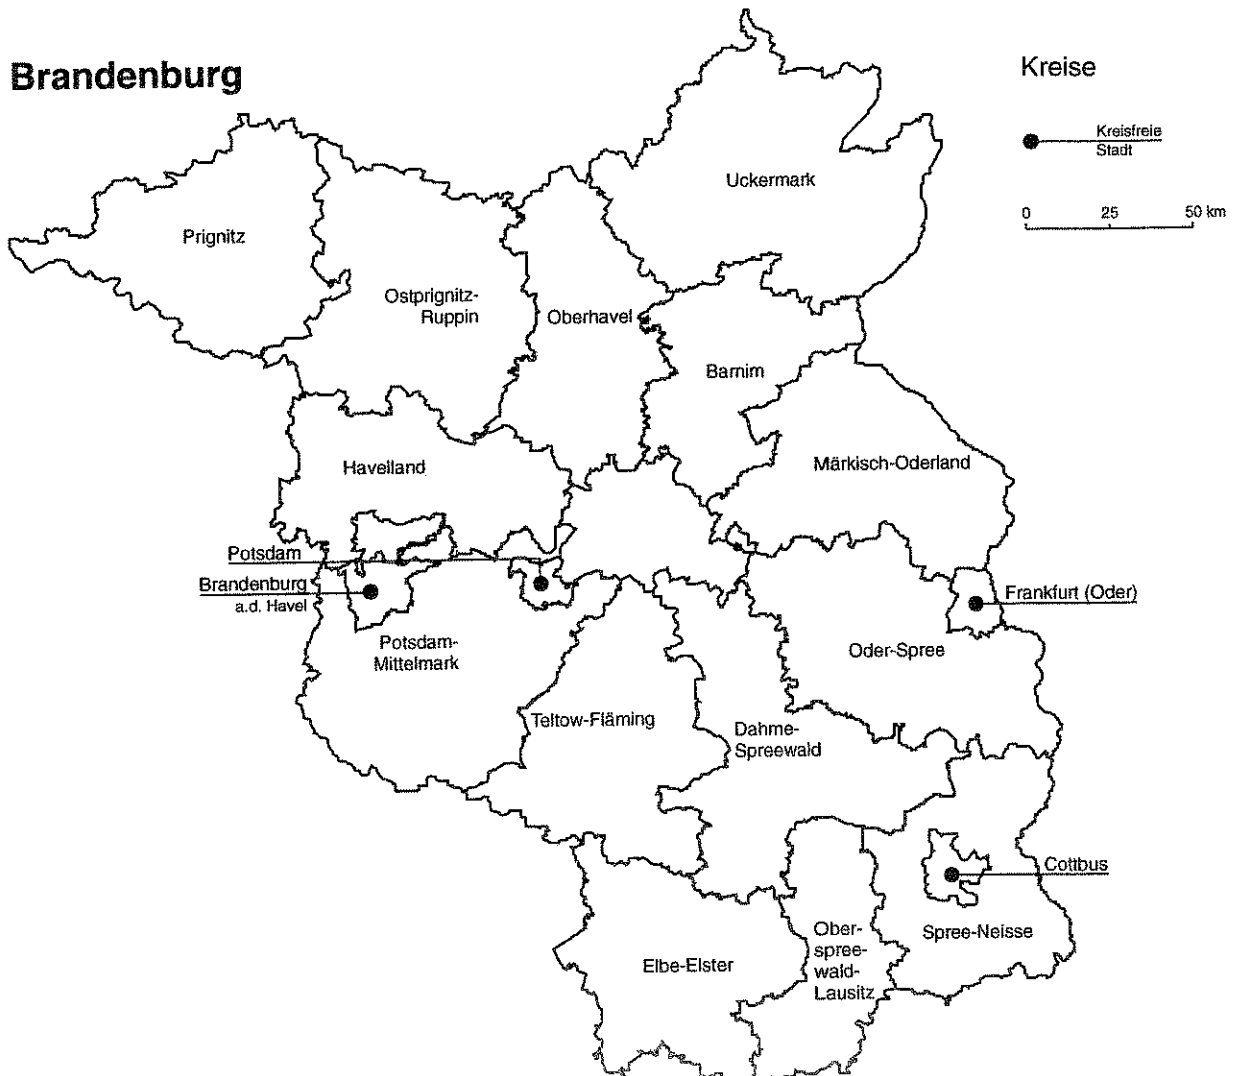 Brandenburg
Kreise
Kreisfreie
Stadt
0 25 50 km
Uckermark
Prignitz
Ostprignitz-
Ruppin
Oberhavel
Barnim
Havelland
Märkisch-Oderland
Potsdam
Brandenburg
a.d. Havel
Frankfurt (Oder)
Potsdam-
Mittelmark
Oder-Spree
Teltow-Fläming
Dahme-
Spreewald
Cottbus
Ober-
spree-
wald-
Lausitz
Spree-Neisse
Elbe-Elster